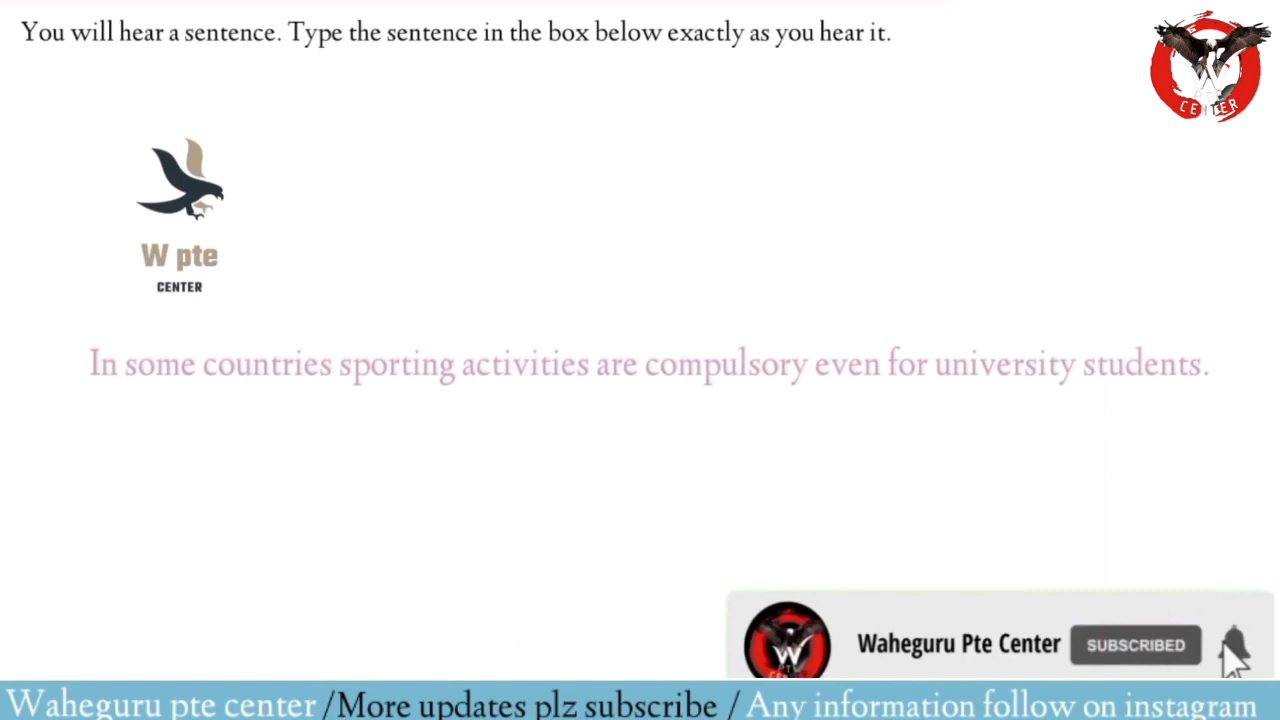 You will hear a sentence. Type the sentence in the box below exactly as you hear it.
W
PTE
CENTER
W pte
CENTER
In some countries sporting activities are compulsory even for university students.
W
Waheguru Pte Center
SUBSCRIBED
Waheguru pte center /More updates plz subscribe / Any information follow on instagram